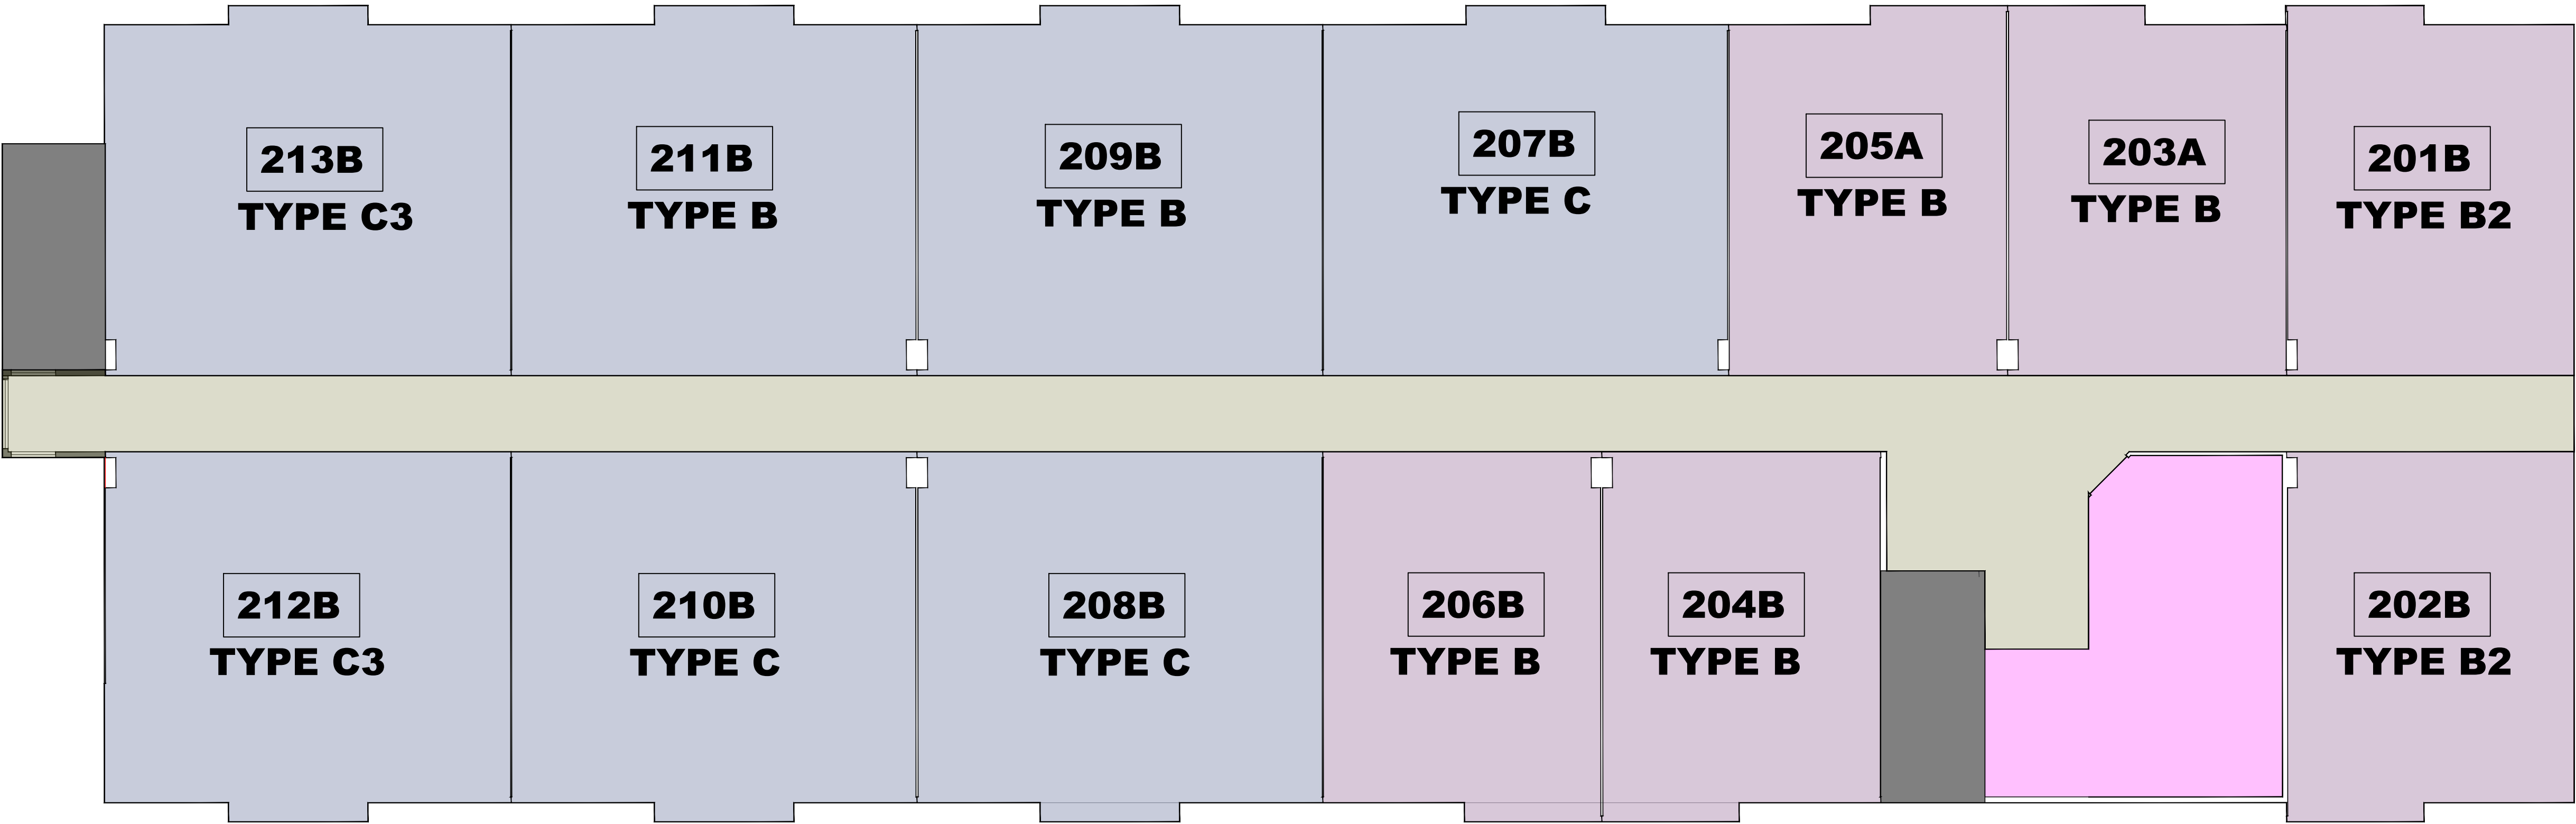 213B
TYPE C3
211B
TYPE B
209B
TYPE B
207B
TYPE C
205A
TYPE B
203A
TYPE B
201B
TYPE B2
212B
TYPE C3
210B
TYPE C
208B
TYPE C
206B
TYPE B
204B
TYPE B
202B
TYPE B2